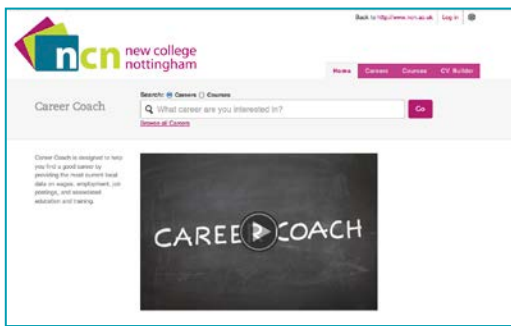 Back to http://www.ncn.ac.uk Log in
ncn new college
nottingham
Home Careers Courses CV Builder
Career Coach
Search: Careers Courses
What career are you interested in?
Go
Browse all Careers
Career Coach is designed to help
you find a good career by
providing the most current local
data on wages, employment, job
postings, and associated
education and training.
CAREER COACH